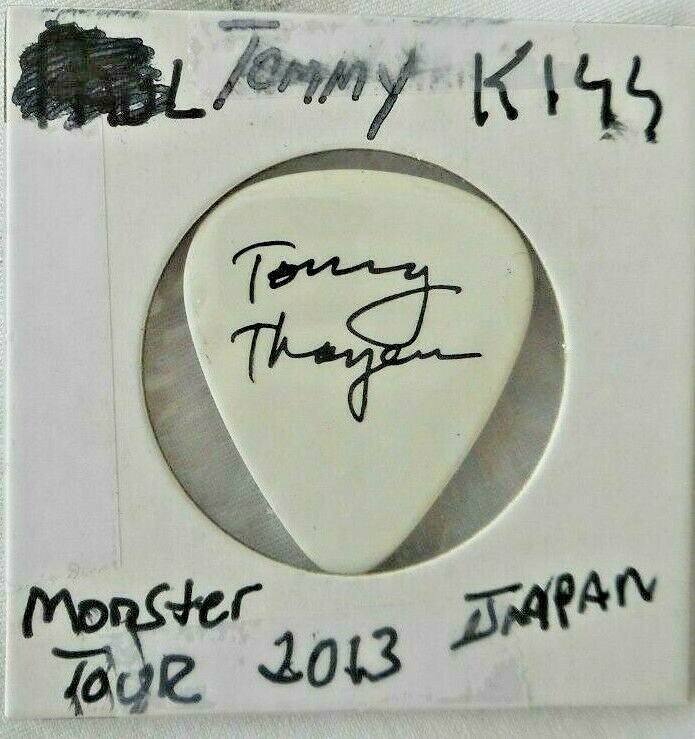 Tommy KISS
Tommy
Thayer
Monster
Tour 2013 JAPAN